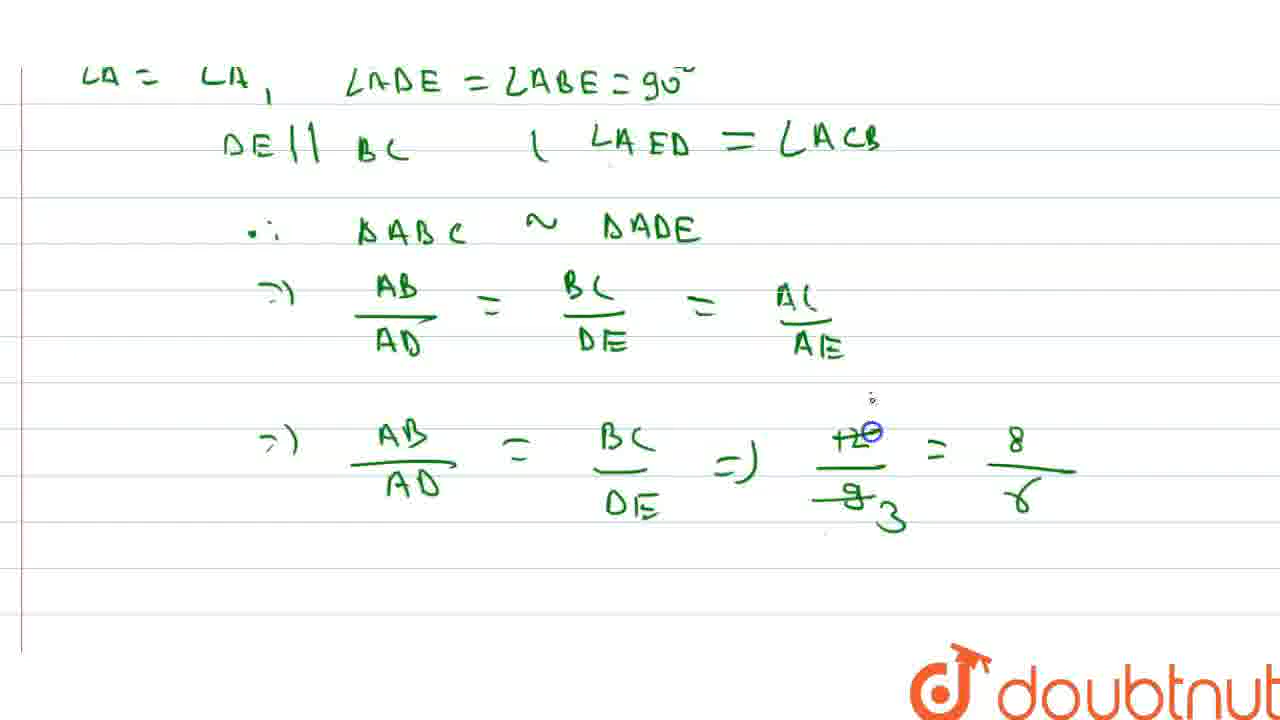 ∠A = ∠A, ∠ADE = ∠ABE = 90°
DE || BC ( ∠AED = ∠ACB
∴ ΔABC ~ ΔADE
⇒ AB/AD = BC/DE = AC/AE
⇒ AB/AD = BC/DE ⇒ 12/9 3 = 8/r
doubtnut